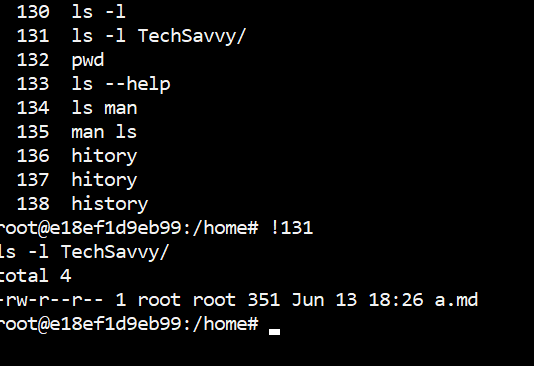 130 ls -l
131 ls -l TechSavvy/
132 pwd
133 ls --help
134 ls man
135 man ls
136 hitory
137 hitory
138 history
root@e18ef1d9eb99:/home# !131
ls -l TechSavvy/
total 4
-rw-r--r-- 1 root root 351 Jun 13 18:26 a.md
root@e18ef1d9eb99:/home#